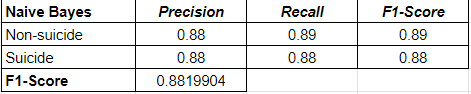 Naive Bayes Precision Recall F1-Score
Non-suicide 0.88 0.89 0.89
Suicide 0.88 0.88 0.88
F1-Score 0.8819904